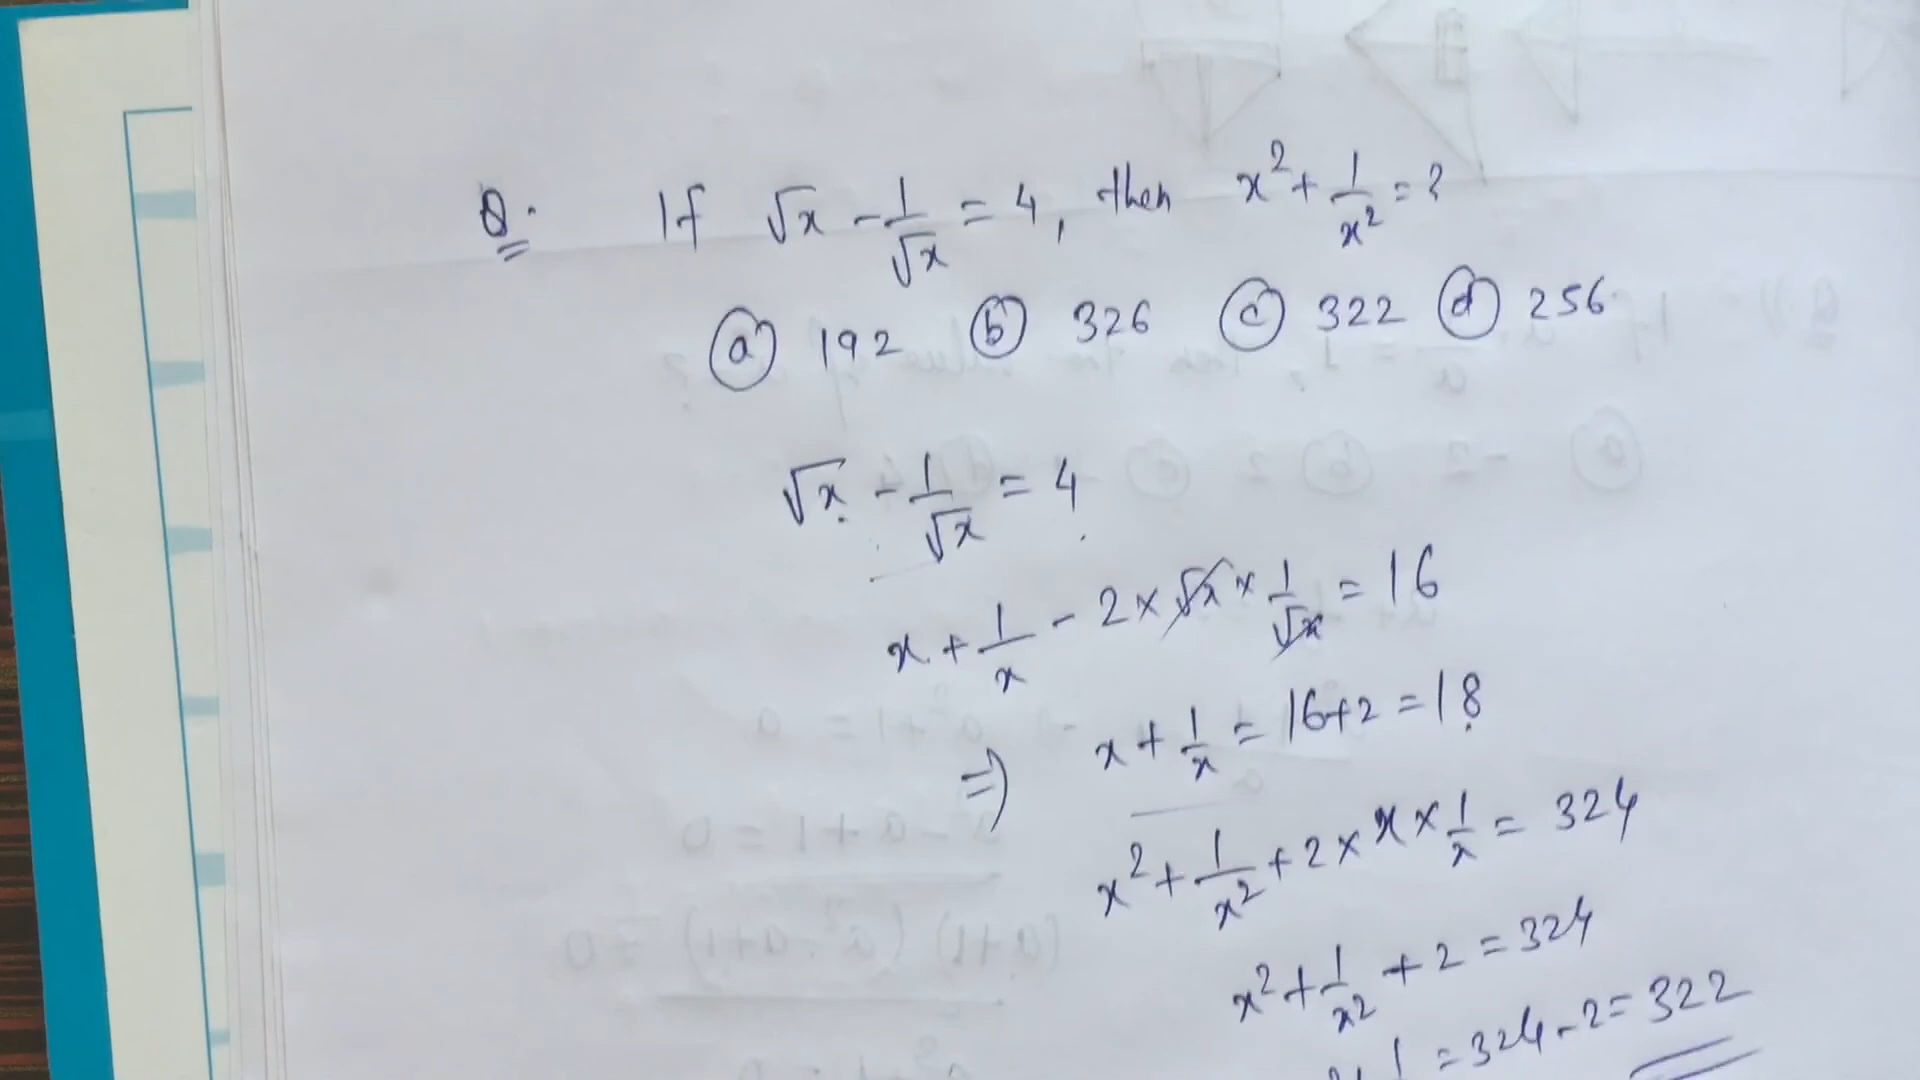 Q. If √x - 1/√x = 4, then x² + 1/x² = ?
(a) 192 (b) 326 (c) 322 (d) 256
√x - 1/√x = 4
x + 1/x - 2 × √x × 1/√x = 16
⇒ x + 1/x = 16+2 = 18
x² + 1/x² + 2 × x × 1/x = 324
x² + 1/x² + 2 = 324
1 = 324 - 2 = 322